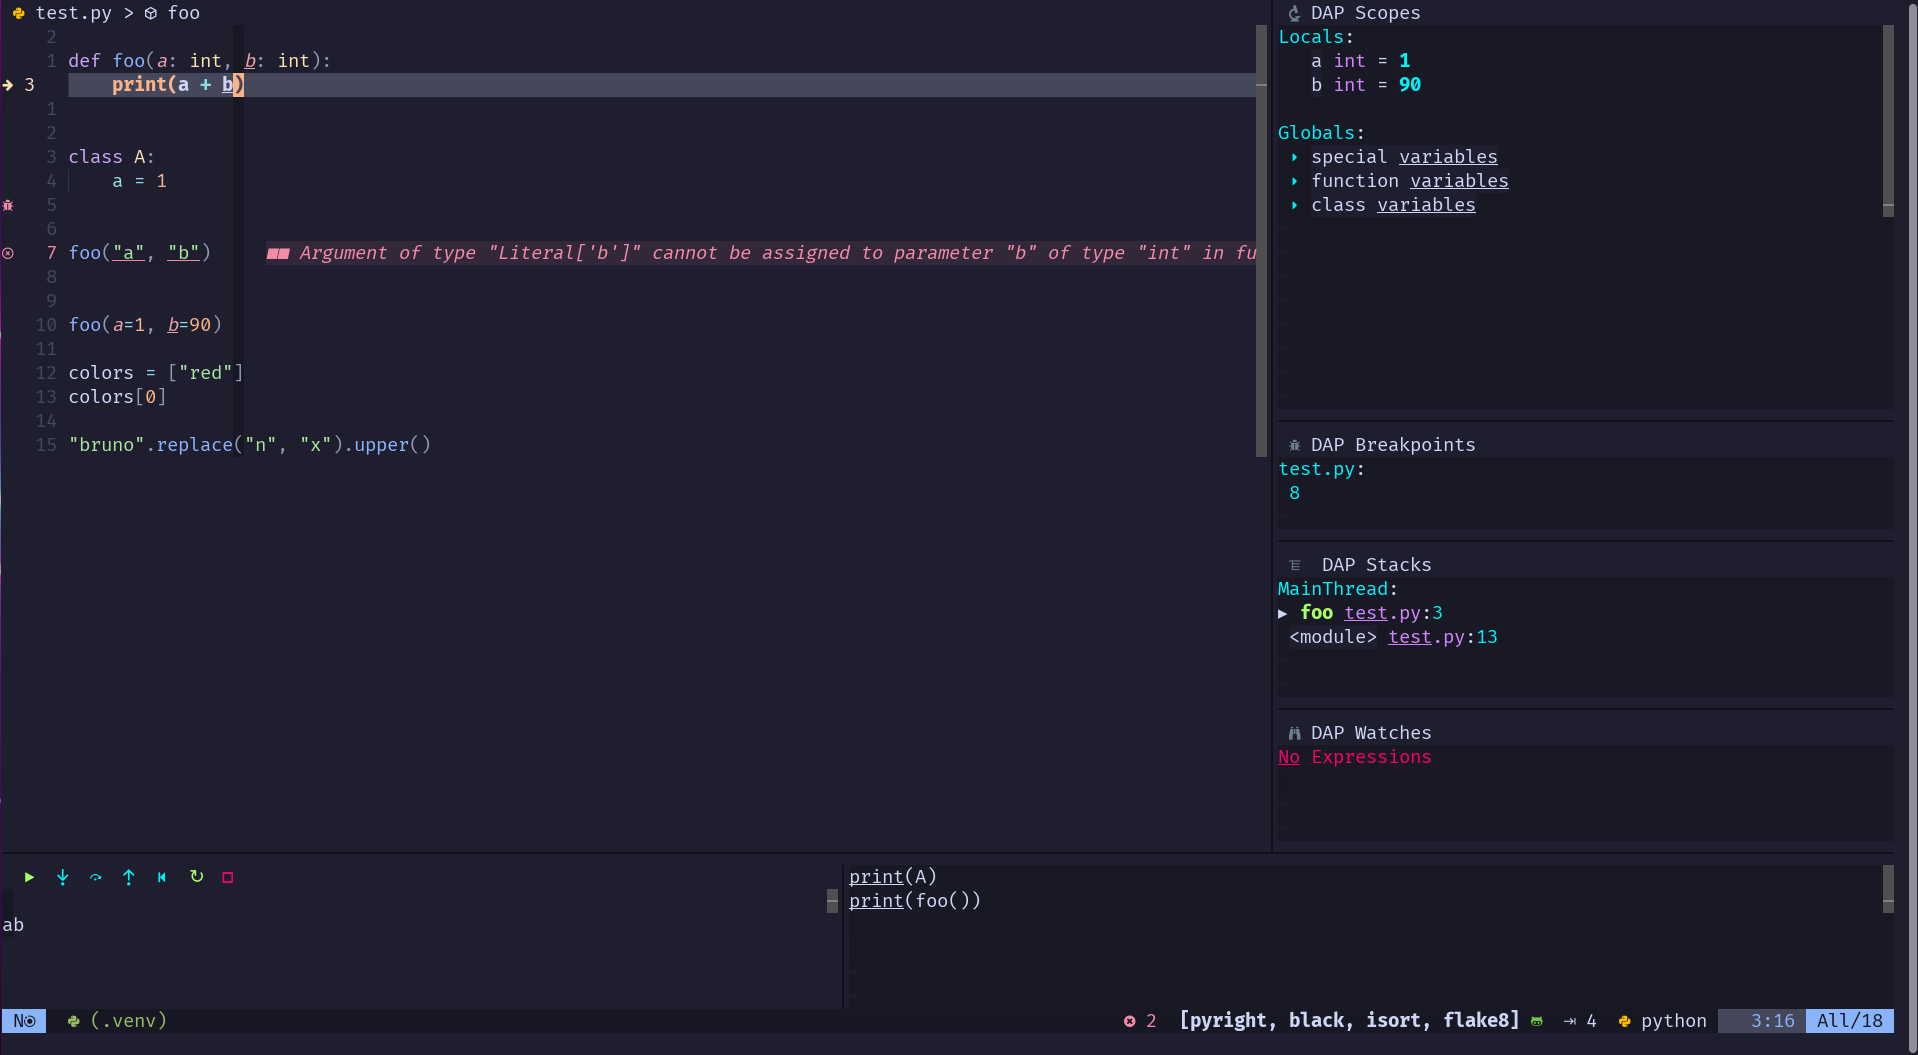 test.py > foo
2
1 def foo(a: int, b: int):
3 print(a + b)
1
2
3 class A:
4 a = 1
5
6
7 foo("a", "b") ■■ Argument of type "Literal['b']" cannot be assigned to parameter "b" of type "int" in fu
8
9
10 foo(a=1, b=90)
11
12 colors = ["red"]
13 colors[0]
14
15 "bruno".replace("n", "x").upper()
DAP Scopes
Locals:
a int = 1
b int = 90
Globals:
special variables
function variables
class variables
DAP Breakpoints
test.py:
8
DAP Stacks
MainThread:
▶ foo test.py:3
<module> test.py:13
DAP Watches
No Expressions
ab
print(A)
print(foo())
N (.venv) 2 [pyright, black, isort, flake8] 4 python 3:16 All/18